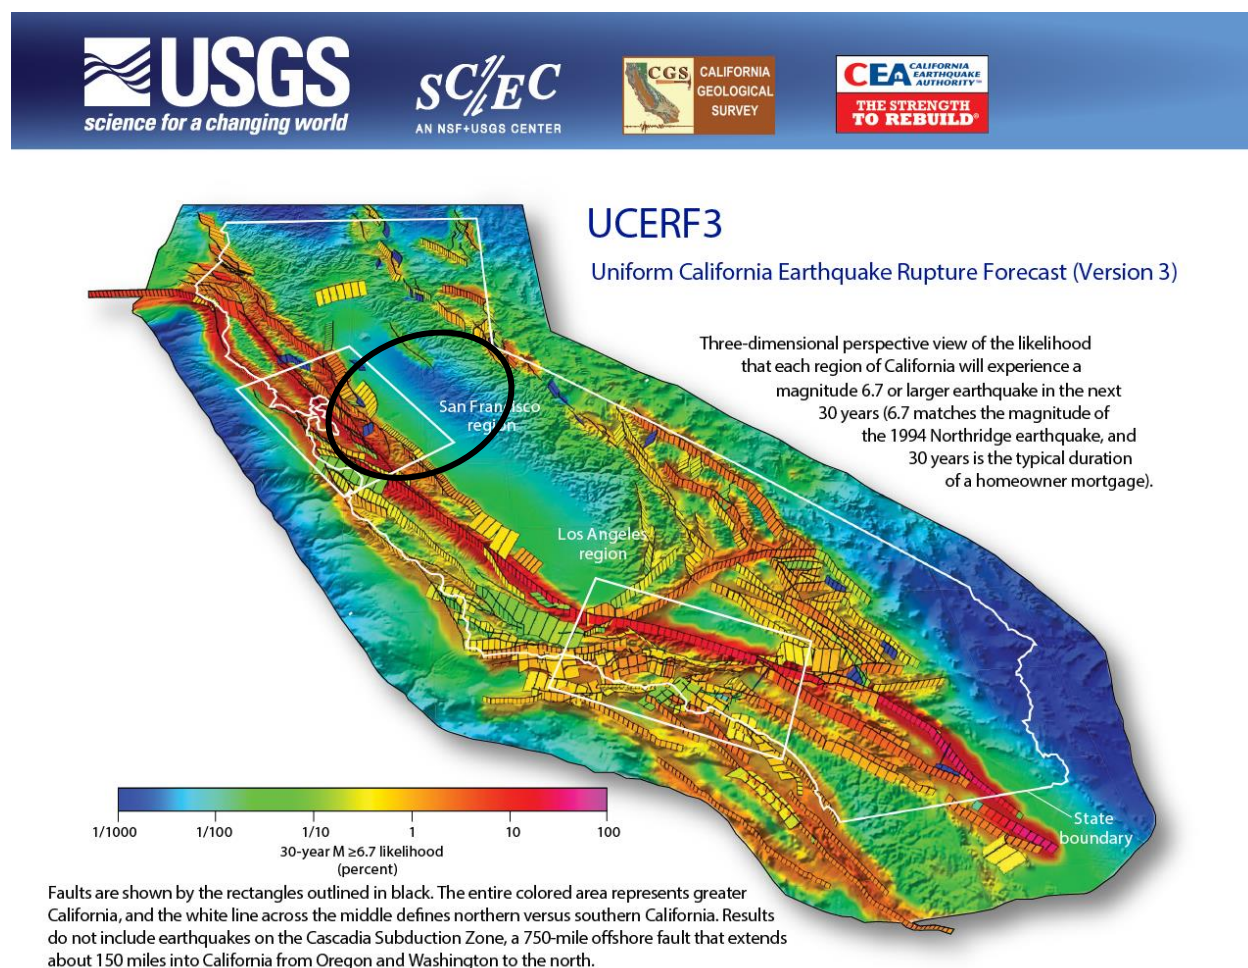 USGS
science for a changing world
SC/EC
AN NSF+USGS CENTER
CGS
CALIFORNIA
GEOLOGICAL
SURVEY
CEA CALIFORNIA
EARTHQUAKE
AUTHORITY™
THE STRENGTH
TO REBUILD®
UCERF3
Uniform California Earthquake Rupture Forecast (Version 3)
Three-dimensional perspective view of the likelihood
that each region of California will experience a
magnitude 6.7 or larger earthquake in the next
30 years (6.7 matches the magnitude of
the 1994 Northridge earthquake, and
30 years is the typical duration
of a homeowner mortgage).
San Francisco
region
Los Angeles
region
State
boundary
1/1000 1/100 1/10 1 10 100
30-year M ≥6.7 likelihood
(percent)
Faults are shown by the rectangles outlined in black. The entire colored area represents greater
California, and the white line across the middle defines northern versus southern California. Results
do not include earthquakes on the Cascadia Subduction Zone, a 750-mile offshore fault that extends
about 150 miles into California from Oregon and Washington to the north.